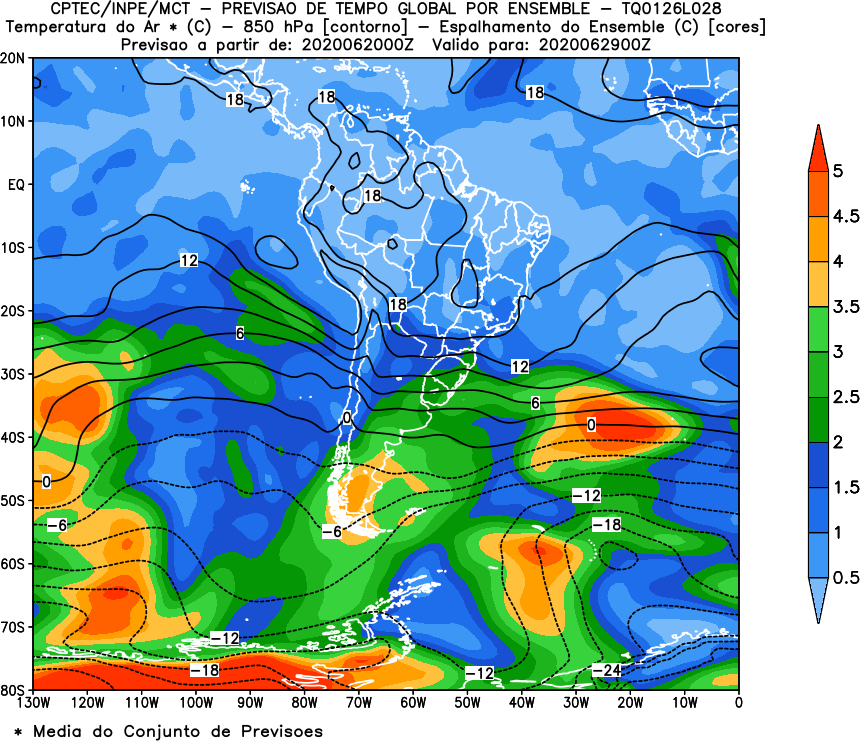 CPTEC/INPE/MCT – PREVISAO DE TEMPO GLOBAL POR ENSEMBLE – TQ0126L028
Temperatura do Ar * (C) – 850 hPa [contorno] – Espalhamento do Ensemble (C) [cores]
Previsao a partir de: 2020062000Z Valido para: 2020062900Z
20N
18 18 18
10N
EQ
18
10S
12
18
20S
6
12
30S
6
0 0
40S
0
–12
50S
–6 –6 –18
60S
70S
–12
–18 –12 –24
80S
130W 120W 110W 100W 90W 80W 70W 60W 50W 40W 30W 20W 10W 0
5
4.5
4
3.5
3
2.5
2
1.5
1
0.5
* Media do Conjunto de Previsoes